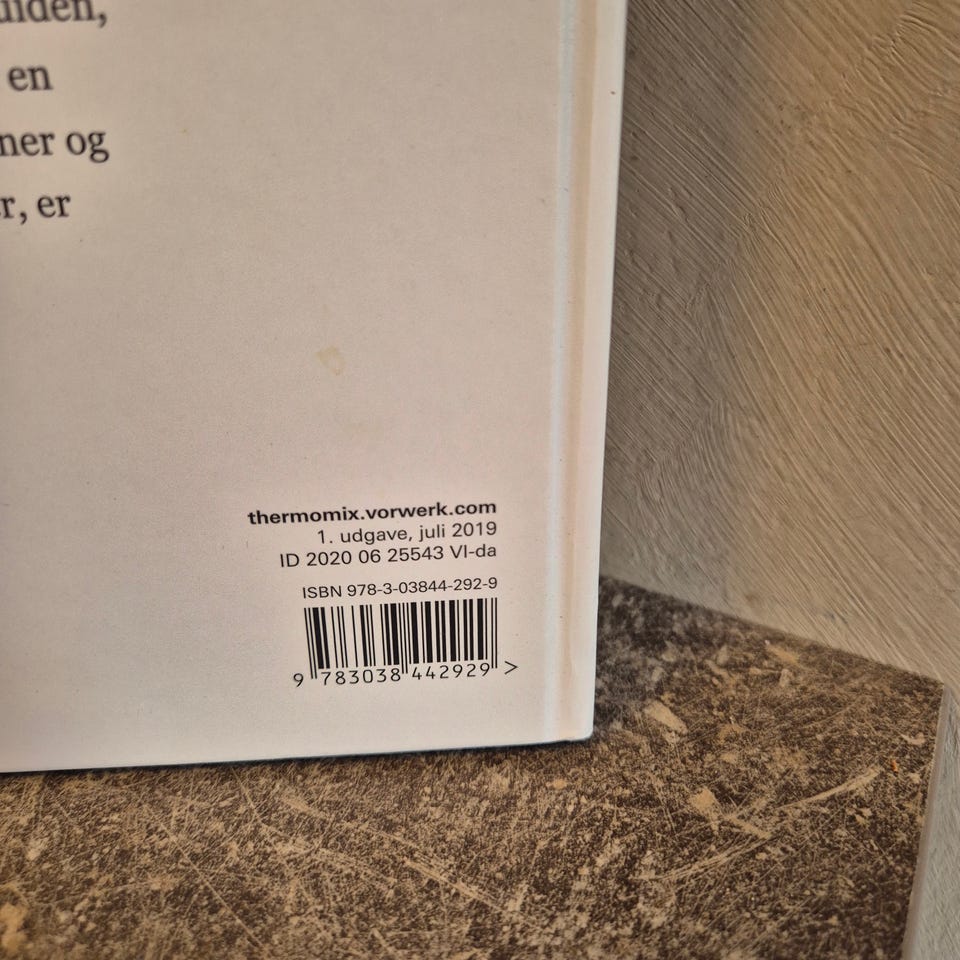 en
og
er
thermomix.vorwerk.com
1. udgave, juli 2019
ID 2020 06 25543 VI-da
ISBN 978-3-03844-292-9
9 783038 442929 >